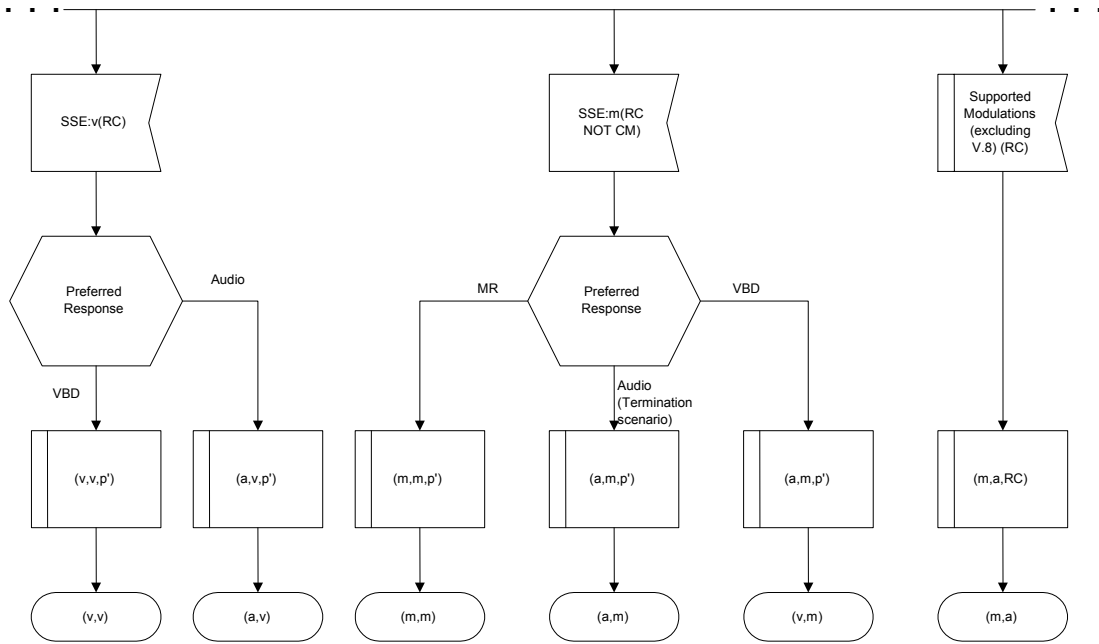 . . .
. . .
SSE:v(RC)
SSE:m(RC
NOT CM)
Supported
Modulations
(excluding
V.8) (RC)
Preferred
Response
Audio
VBD
MR
Preferred
Response
VBD
Audio
(Termination
scenario)
(v,v,p')
(a,v,p')
(m,m,p')
(a,m,p')
(a,m,p')
(m,a,RC)
(v,v)
(a,v)
(m,m)
(a,m)
(v,m)
(m,a)